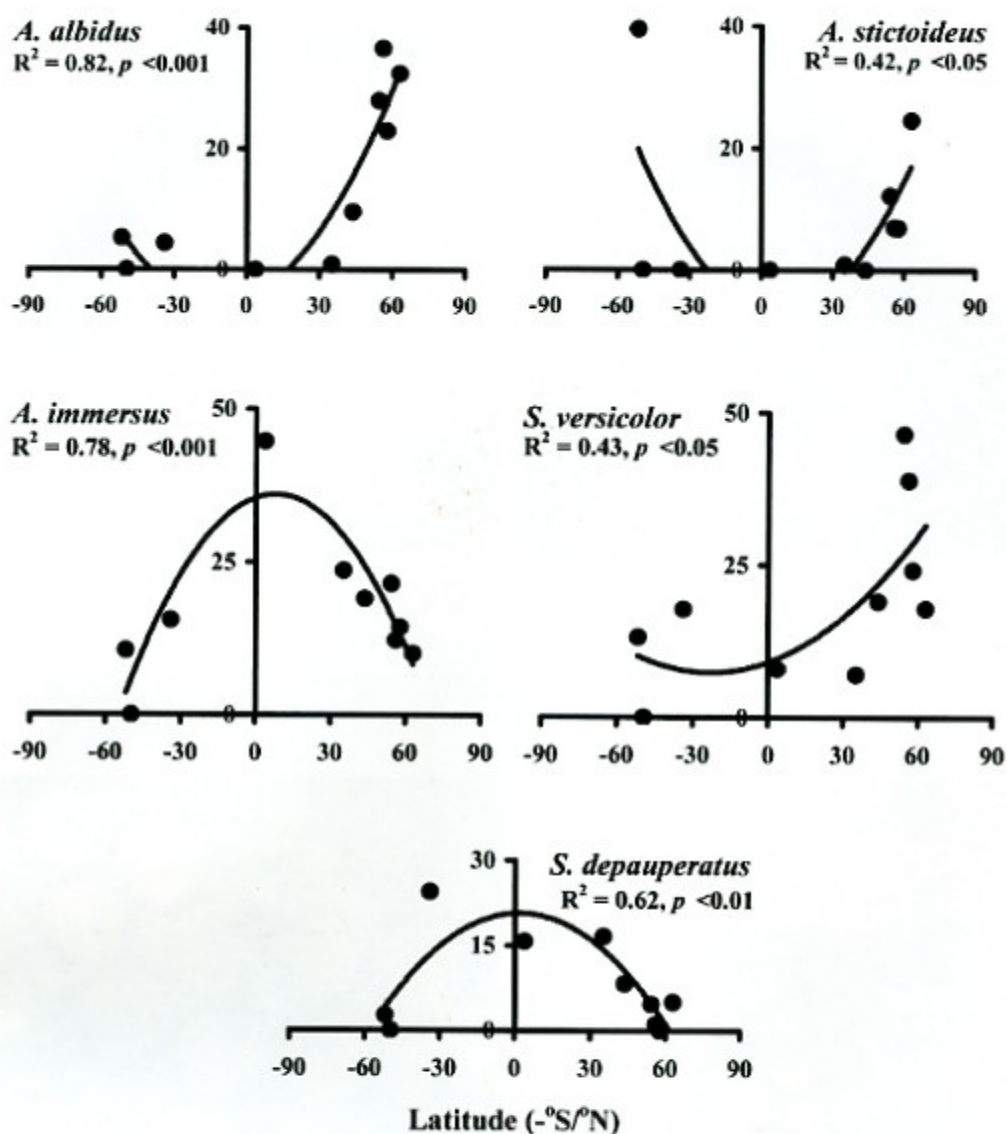 A. albidus
R² = 0.82, p <0.001
40
20
0
-90 -60 -30 0 30 60 90
A. stictoideus
R² = 0.42, p <0.05
40
20
0
-90 -60 -30 0 30 60 90
A. immersus
R² = 0.78, p <0.001
50
25
0
-90 -60 -30 0 30 60 90
S. versicolor
R² = 0.43, p <0.05
50
25
0
-90 -60 -30 0 30 60 90
S. depauperatus
R² = 0.62, p <0.01
30
15
0
-90 -60 -30 0 30 60 90
Latitude (-°S/°N)